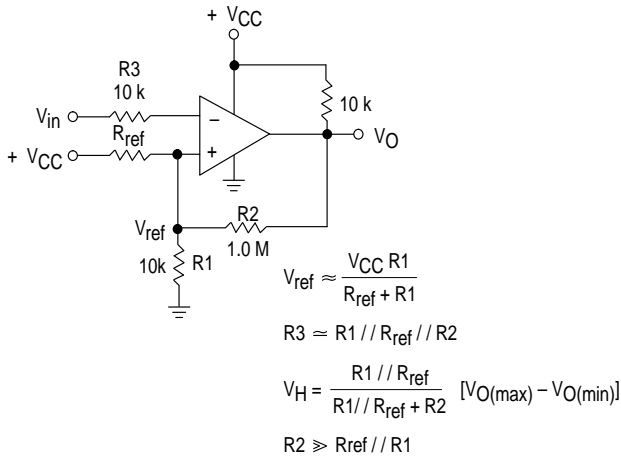 + VCC
R3
10 k
10 k
Vin
−
VO
Rref
+ VCC
+
Vref
R2
1.0 M
10k
R1
Vref ≈ VCC R1 / Rref + R1
R3 ≃ R1 // Rref // R2
VH = R1 // Rref / R1// Rref + R2 [VO(max) – VO(min)]
R2 ≫ Rref // R1